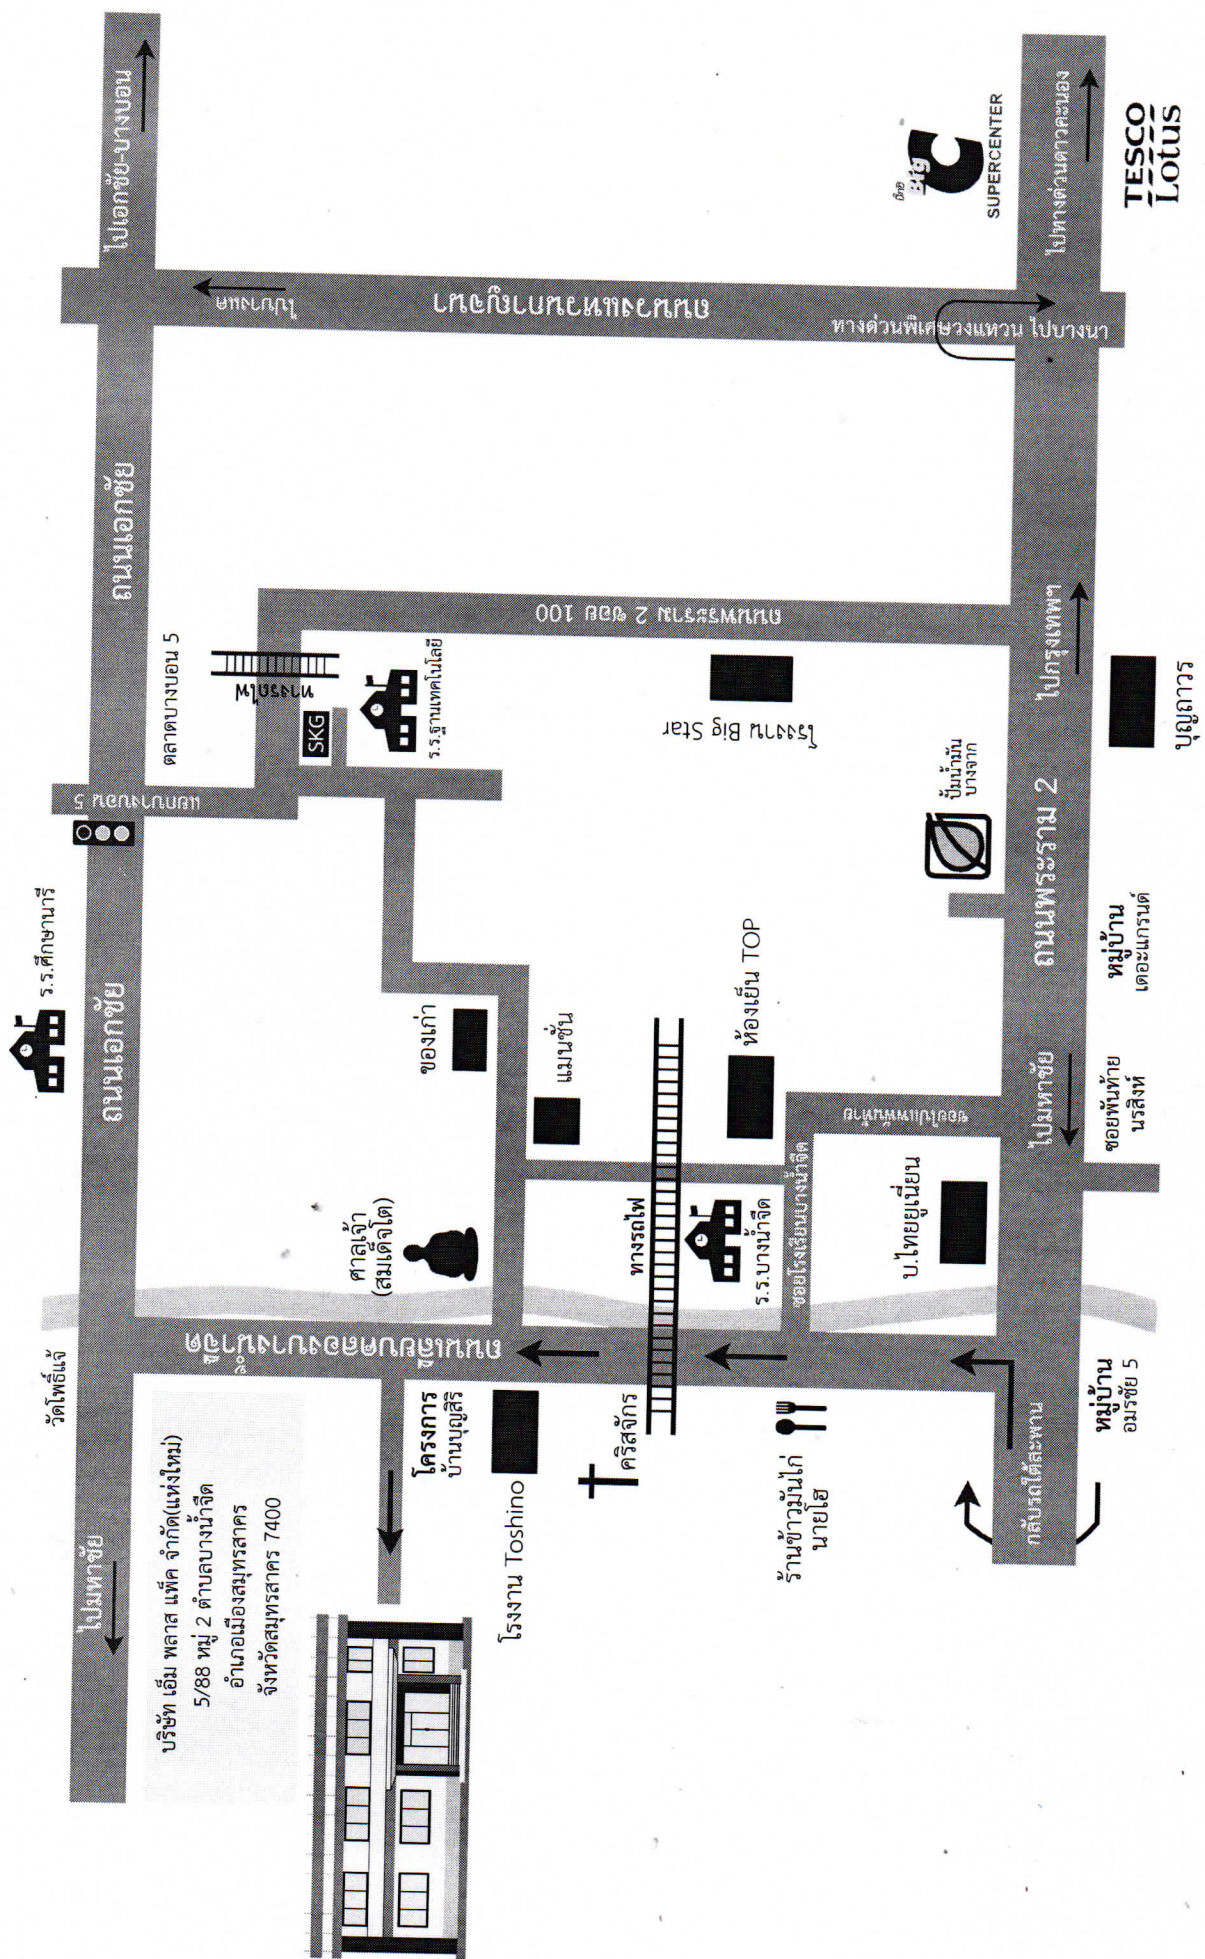 ไปเอกชัย-บางบอน
ถนนเอกชัย
ถนนเอกชัย
ไปมหาชัย
ร.ร.ศึกษานารี
วัดโพธิ์แจ้
แยกบางบอน 5
ตลาดบางบอน 5
ทางรถไฟ
SKG
ร.ร.ฐานเทคโนโลยี
ไปบางแค
ถนนวงแหวนกาญจนา
ทางด่วนพิเศษวงแหวน ไปบางนา
บิ๊กซี
Big C
SUPERCENTER
ไปทางด่วนดาวคะนอง
TESCO
Lotus
ถนนพระราม 2 ซอย 100
โรงงาน Big Star
ปั๊มน้ำมัน
บางจาก
ไปกรุงเทพฯ
บุญถาวร
ถนนพระราม 2
หมู่บ้าน
เดอะแกรนด์
ไปมหาชัย
ซอยพันท้าย
นรสิงห์
ของเก่า
แมนชั่น
ห้องเย็น TOP
ทางรถไฟ
ร.ร.บางน้ำจืด
ซอยโรงเรียนบางน้ำจืด
บ.ไทยยูเนี่ยน
ศาลเจ้า
(สมเด็จโต)
ถนนเลียบคลองบางน้ำจืด
บริษัท เอ็ม พลาส แพ็ค จำกัด(แห่งใหม่)
5/88 หมู่ 2 ตำบลบางน้ำจืด
อำเภอเมืองสมุทรสาคร
จังหวัดสมุทรสาคร 7400
โครงการ
บ้านบุญสิริ
โรงงาน Toshino
คริสจักร
ร้านข้าวมันไก่
นายโฮ
กลับรถใต้สะพาน
หมู่บ้าน
อมรชัย 5